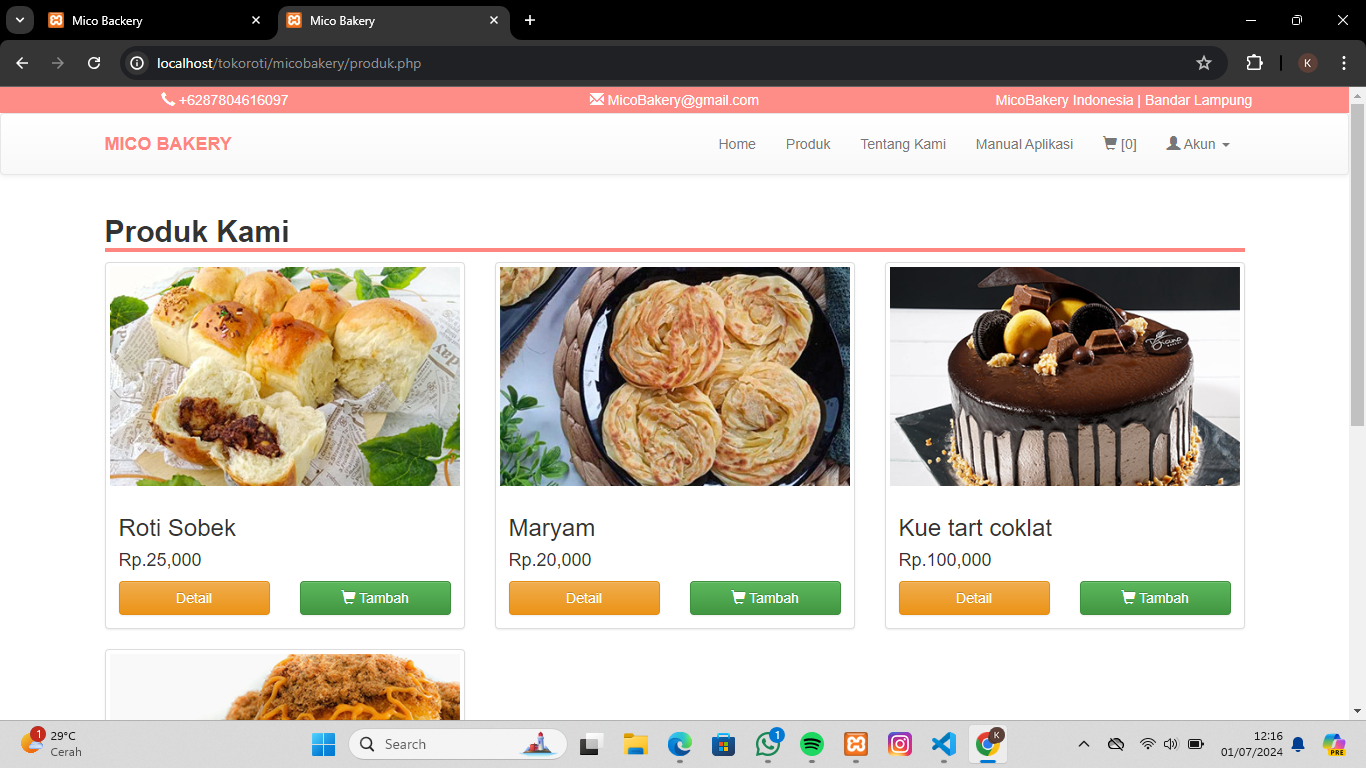 Mico Backery
Mico Bakery
localhost/tokoroti/micobakery/produk.php
K
+6287804616097
MicoBakery@gmail.com
MicoBakery Indonesia | Bandar Lampung
MICO BAKERY
Home
Produk
Tentang Kami
Manual Aplikasi
[0]
Akun
Produk Kami
Roti Sobek
Rp.25,000
Detail
Tambah
Maryam
Rp.20,000
Detail
Tambah
Kue tart coklat
Rp.100,000
Detail
Tambah
1
29°C
Cerah
Search
1
K
12:16
01/07/2024
PRE